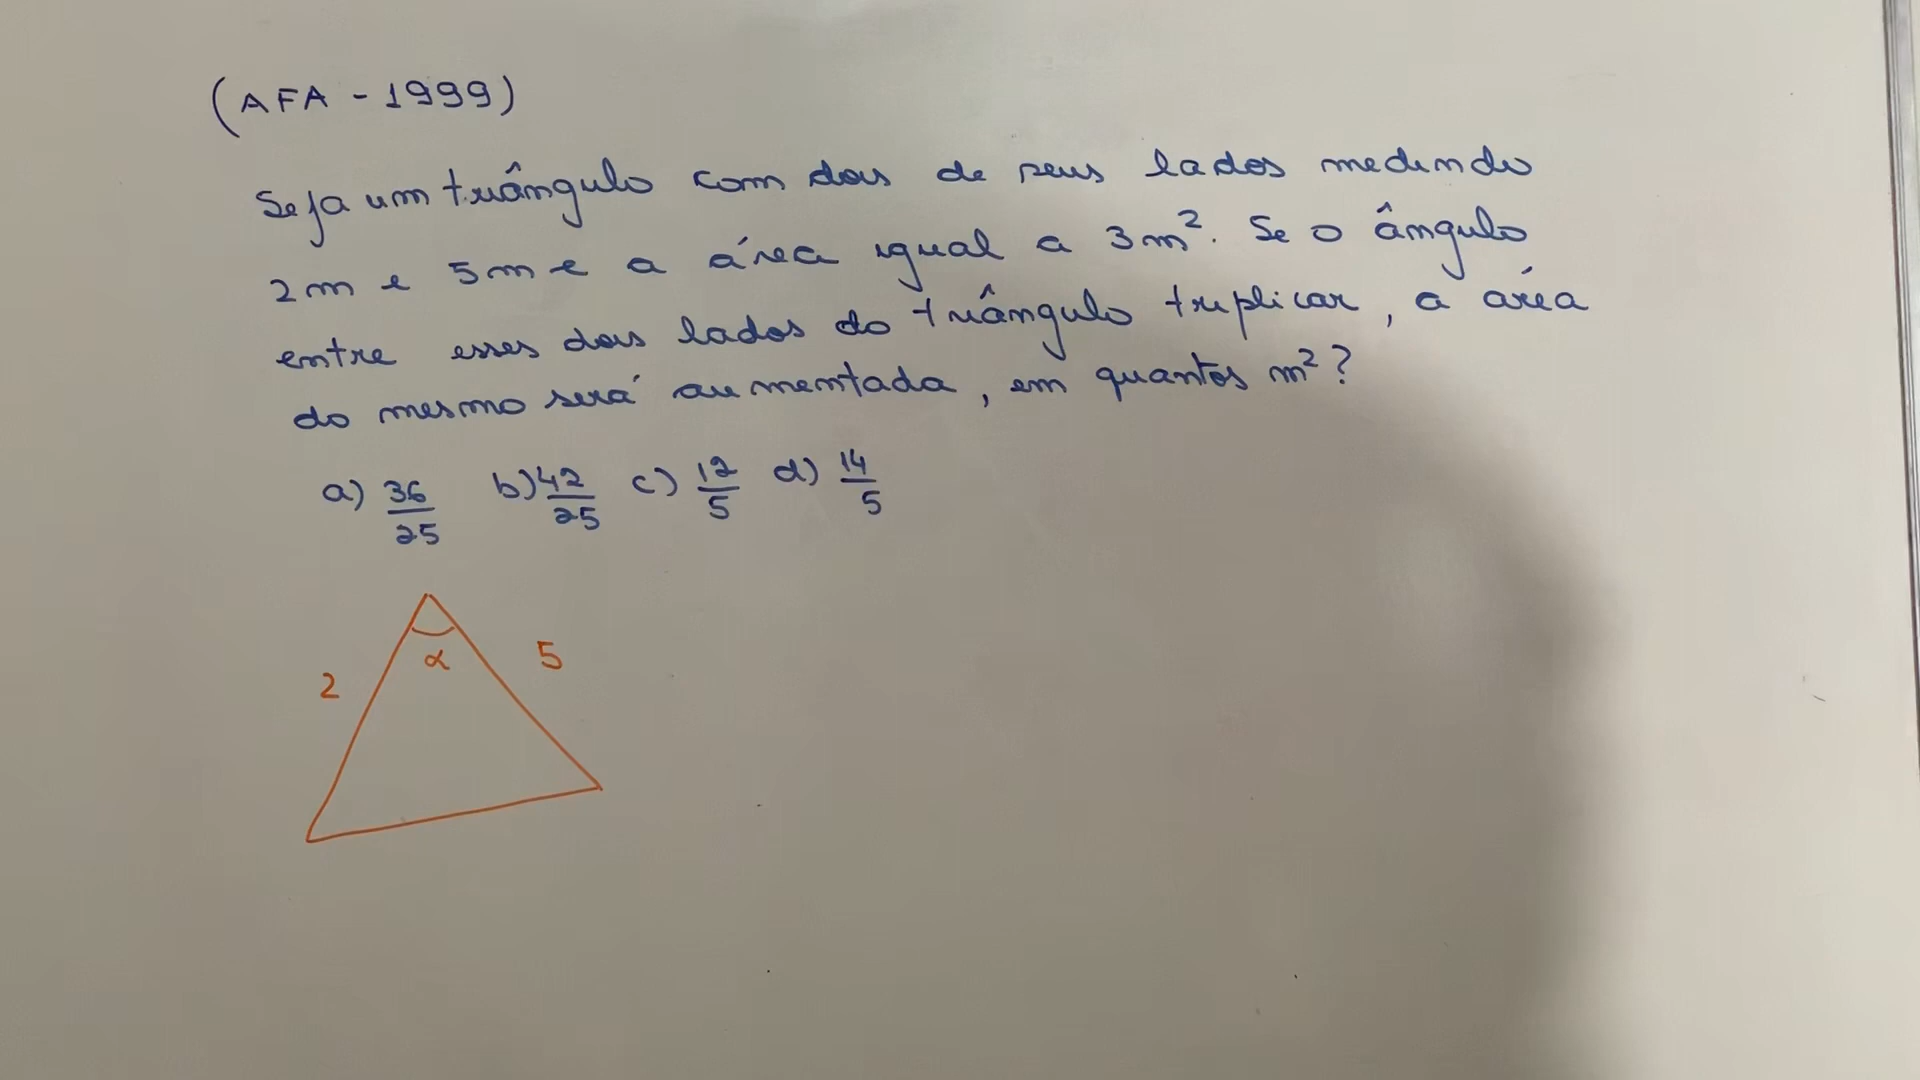 (AFA - 1999)
Seja um triângulo com dois de seus lados medindo
2m e 5m e a área igual a 3m². Se o ângulo
entre esses dois lados do triângulo triplicar, a área
do mesmo será aumentada, em quantos m²?
a) 36/25 b) 42/25 c) 12/5 d) 14/5
α
2
5